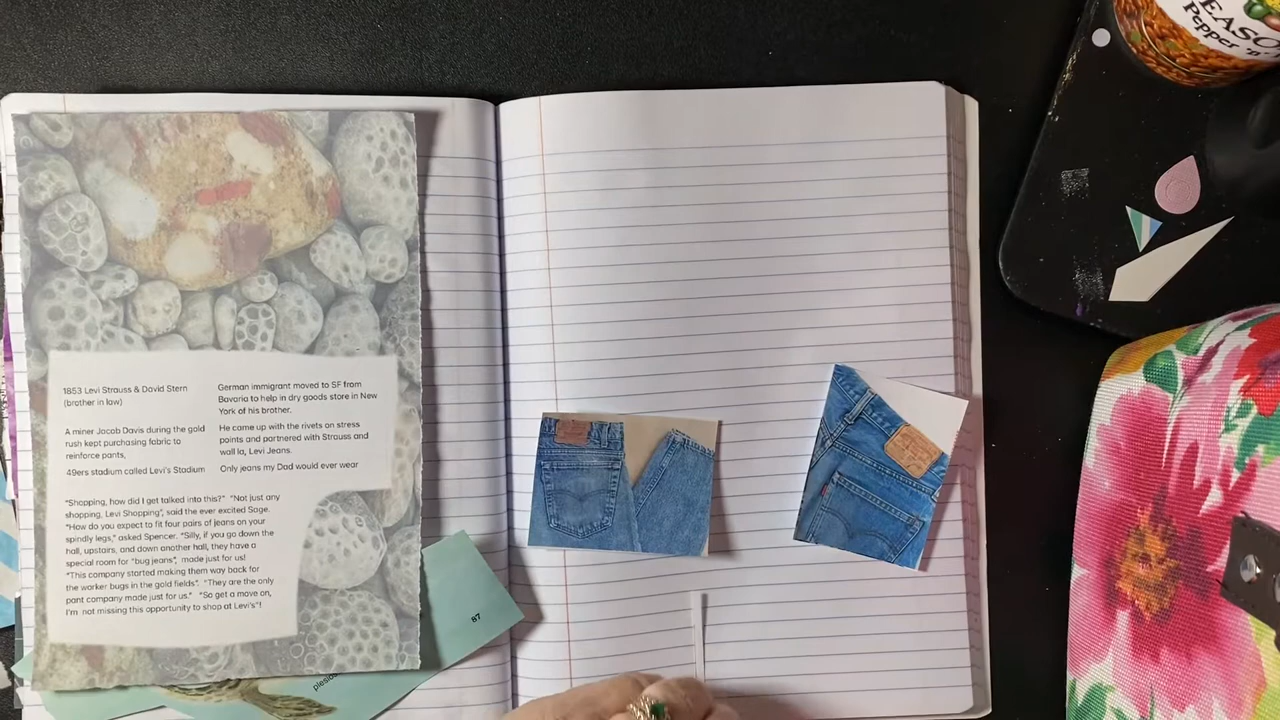 1853 Levi Strauss & David Stern
(brother in law)
A miner Jacob Davis during the gold
rush kept purchasing fabric to
reinforce pants,
49ers stadium called Levi's Stadium
German immigrant moved to SF from
Bavaria to help in dry goods store in New
York of his brother.
He came up with the rivets on stress
points and partnered with Strauss and
wall la, Levi Jeans.
Only jeans my Dad would ever wear
"Shopping, how did I get talked into this?" "Not just any
shopping, Levi Shopping", said the ever excited Sage.
"How do you expect to fit four pairs of jeans on your
spindly legs," asked Spencer. "Silly, if you go down the
hall, upstairs, and down another hall, they have a
special room for "bug jeans", made just for us!
"This company started making them way back for
the worker bugs in the gold fields". "They are the only
pant company made just for us." "So get a move on,
I'm not missing this opportunity to shop at Levi's"!
87
Pepper